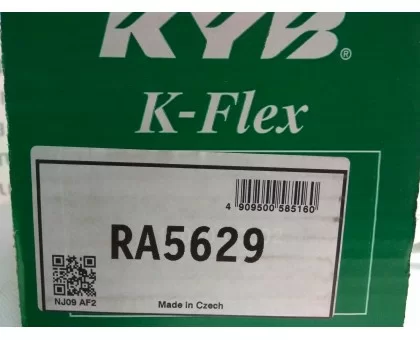 KYB®
K-Flex
4 909500 585160
RA5629
NJ09 AF2
Made in Czech